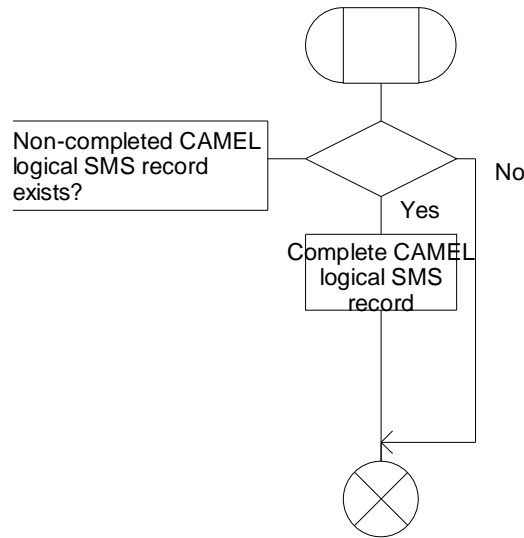 Non-completed CAMEL
logical SMS record
exists?
No
Yes
Complete CAMEL
logical SMS
record